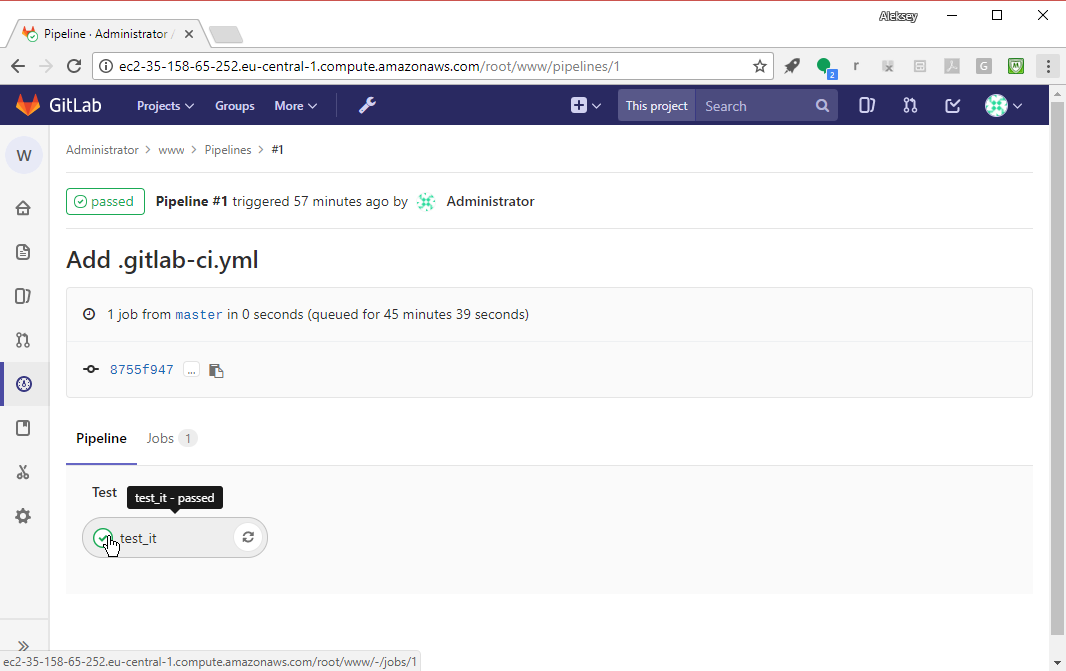 Aleksey
Pipeline · Administrator /
ec2-35-158-65-252.eu-central-1.compute.amazonaws.com/root/www/pipelines/1
2
r
G
M
GitLab
Projects
Groups
More
This project
Search
W
Administrator > www > Pipelines > #1
passed
Pipeline #1 triggered 57 minutes ago by Administrator
Add .gitlab-ci.yml
1 job from master in 0 seconds (queued for 45 minutes 39 seconds)
8755f947 ...
Pipeline
Jobs 1
Test
test_it - passed
test_it
ec2-35-158-65-252.eu-central-1.compute.amazonaws.com/root/www/-/jobs/1